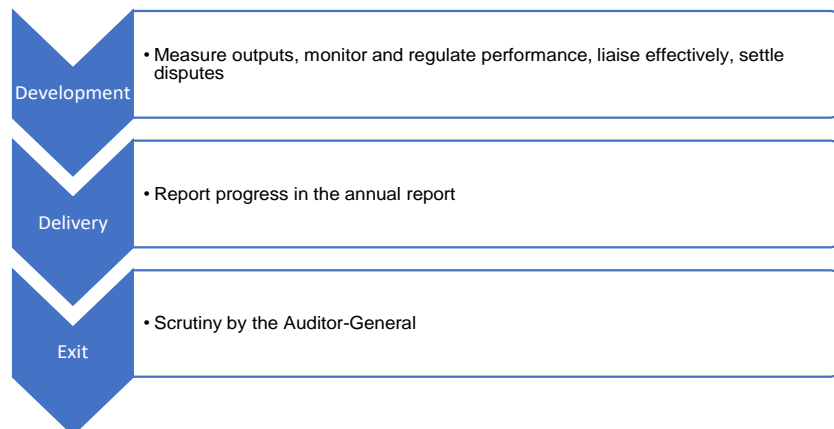 Development
• Measure outputs, monitor and regulate performance, liaise effectively, settle
disputes
Delivery
• Report progress in the annual report
Exit
• Scrutiny by the Auditor-General